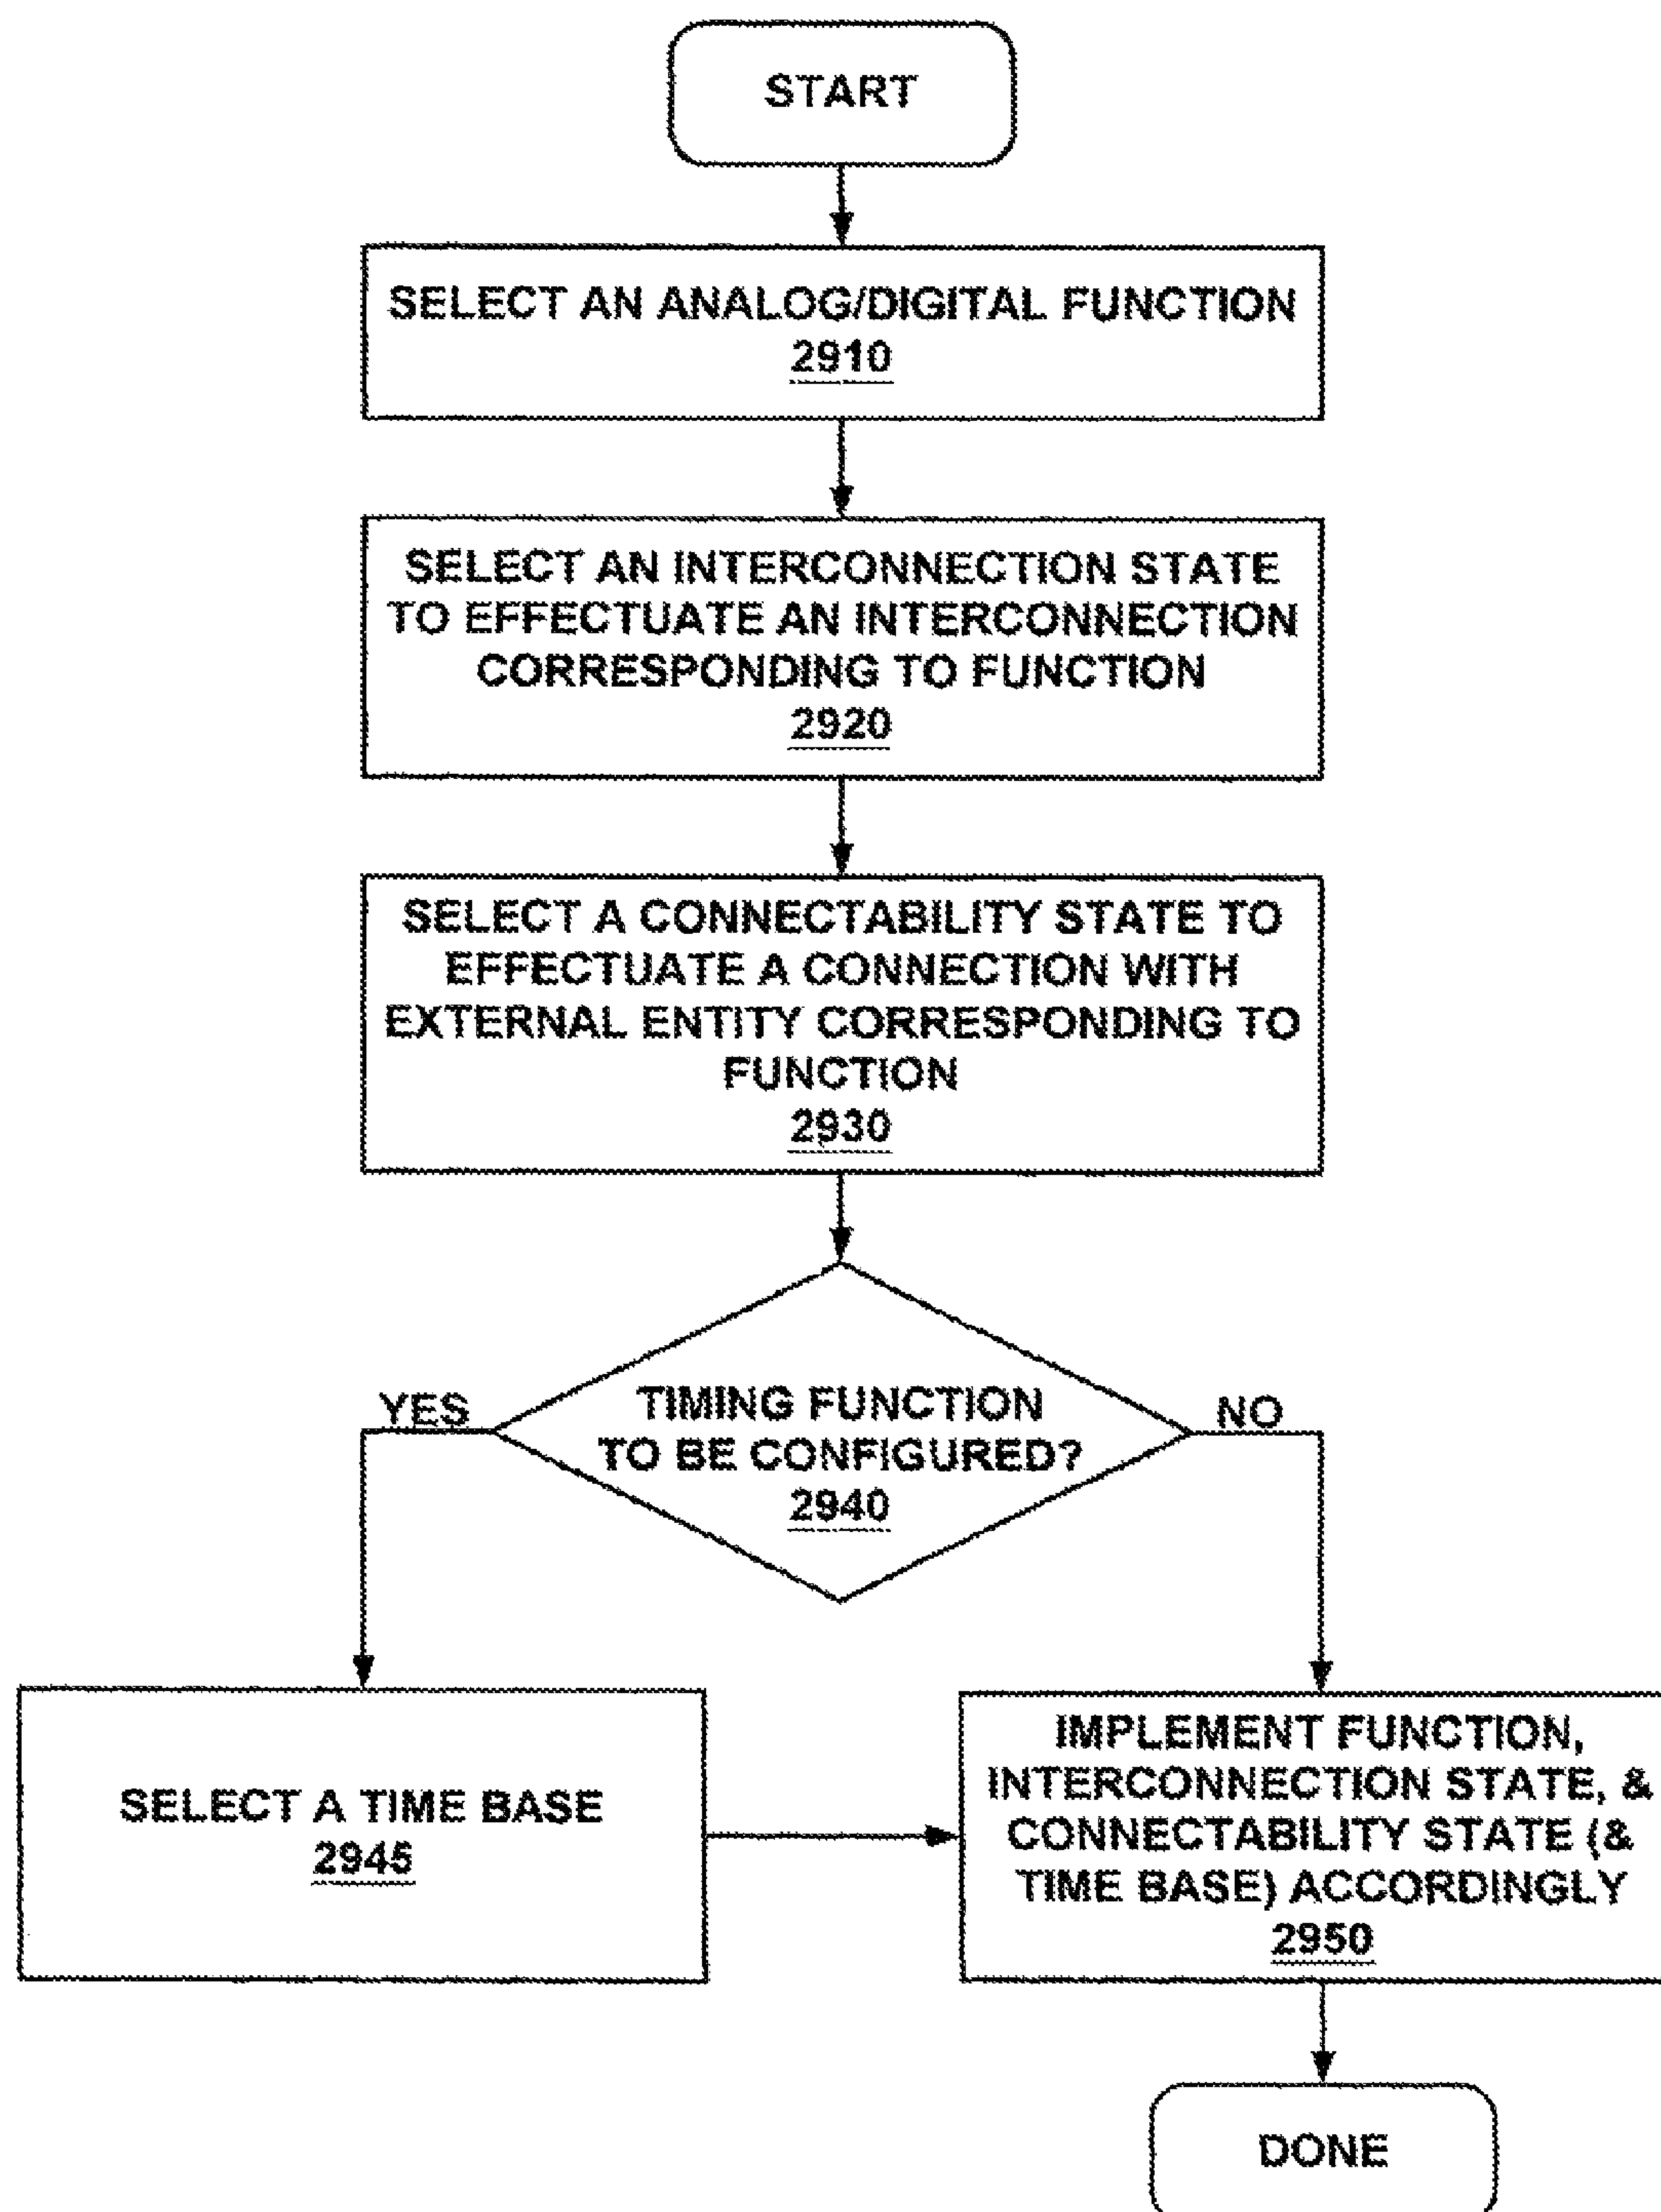 START
SELECT AN ANALOG/DIGITAL FUNCTION
2910
SELECT AN INTERCONNECTION STATE
TO EFFECTUATE AN INTERCONNECTION
CORRESPONDING TO FUNCTION
2920
SELECT A CONNECTABILITY STATE TO
EFFECTUATE A CONNECTION WITH
EXTERNAL ENTITY CORRESPONDING TO
FUNCTION
2930
YES
TIMING FUNCTION
TO BE CONFIGURED?
2940
NO
SELECT A TIME BASE
2945
IMPLEMENT FUNCTION,
INTERCONNECTION STATE, &
CONNECTABILITY STATE (&
TIME BASE) ACCORDINGLY
2950
DONE